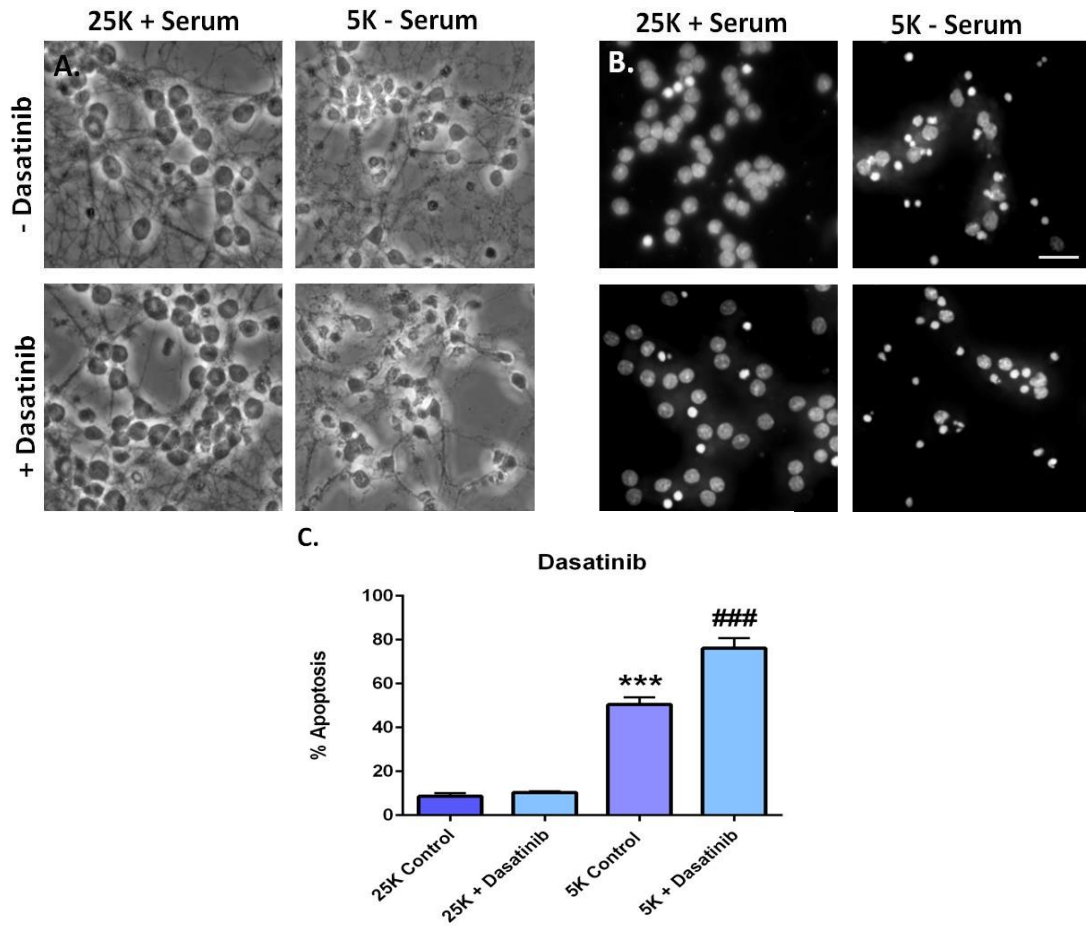 25K + Serum
5K - Serum
25K + Serum
5K - Serum
A.
B.
- Dasatinib
+ Dasatinib
C.
Dasatinib
###
***
% Apoptosis
100
80
60
40
20
0
25K Control
25K + Dasatinib
5K Control
5K + Dasatinib